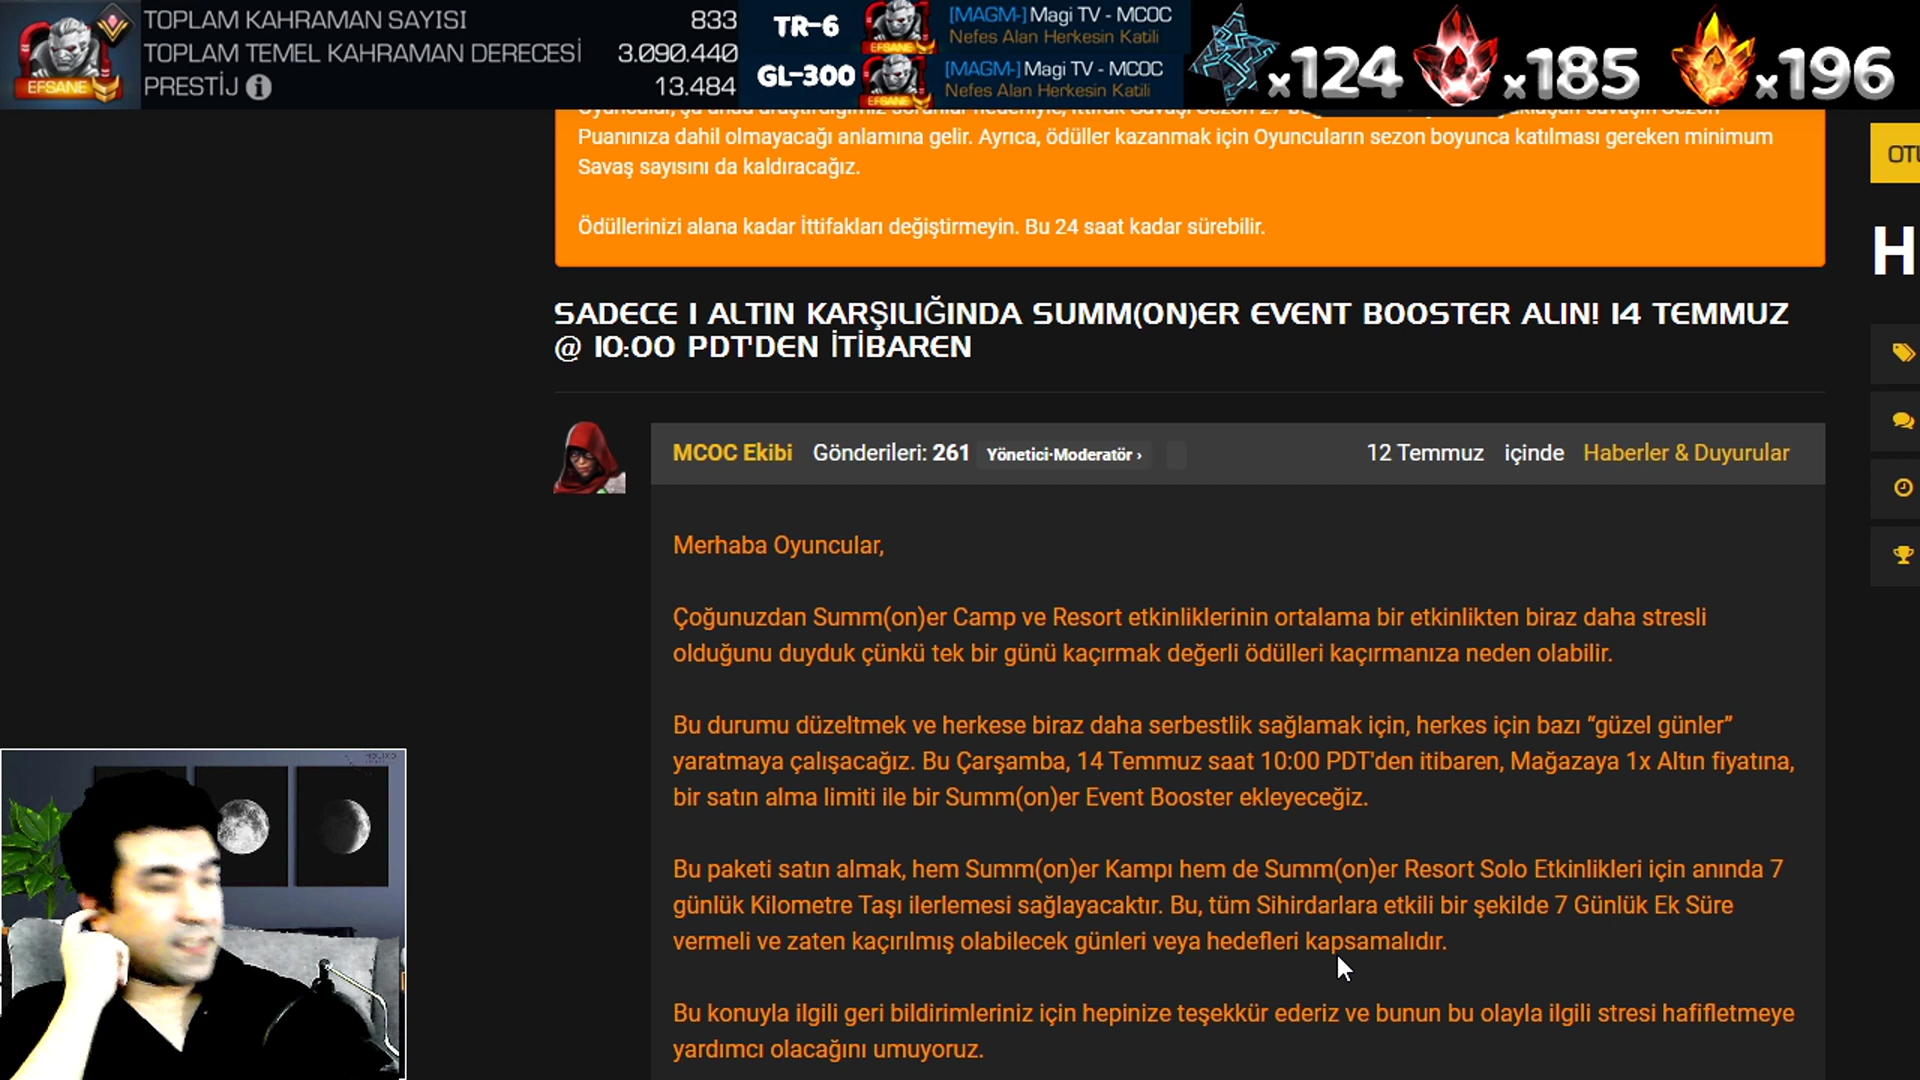 TOPLAM KAHRAMAN SAYISI 833
TOPLAM TEMEL KAHRAMAN DERECESİ 3.090.440
PRESTİJ 13.484
EFSANE
TR-6
[MAGM-] Magi TV - MCOC
Nefes Alan Herkesin Katili
EFSANE
GL-300
[MAGM-] Magi TV - MCOC
Nefes Alan Herkesin Katili
EFSANE
x124
x185
x196
Puanınıza dahil olmayacağı anlamına gelir. Ayrıca, ödüller kazanmak için Oyuncuların sezon boyunca katılması gereken minimum
Savaş sayısını da kaldıracağız.
Ödüllerinizi alana kadar İttifakları değiştirmeyin. Bu 24 saat kadar sürebilir.
SADECE 1 ALTIN KARŞILIĞINDA SUMM(ON)ER EVENT BOOSTER ALIN! 14 TEMMUZ
@ 10:00 PDT'DEN İTİBAREN
MCOC Ekibi Gönderileri: 261 Yönetici·Moderatör › 12 Temmuz içinde Haberler & Duyurular
Merhaba Oyuncular,
Çoğunuzdan Summ(on)er Camp ve Resort etkinliklerinin ortalama bir etkinlikten biraz daha stresli
olduğunu duyduk çünkü tek bir günü kaçırmak değerli ödülleri kaçırmanıza neden olabilir.
Bu durumu düzeltmek ve herkese biraz daha serbestlik sağlamak için, herkes için bazı “güzel günler”
yaratmaya çalışacağız. Bu Çarşamba, 14 Temmuz saat 10:00 PDT'den itibaren, Mağazaya 1x Altın fiyatına,
bir satın alma limiti ile bir Summ(on)er Event Booster ekleyeceğiz.
Bu paketi satın almak, hem Summ(on)er Kampı hem de Summ(on)er Resort Solo Etkinlikleri için anında 7
günlük Kilometre Taşı ilerlemesi sağlayacaktır. Bu, tüm Sihirdarlara etkili bir şekilde 7 Günlük Ek Süre
vermeli ve zaten kaçırılmış olabilecek günleri veya hedefleri kapsamalıdır.
Bu konuyla ilgili geri bildirimleriniz için hepinize teşekkür ederiz ve bunun bu olayla ilgili stresi hafifletmeye
yardımcı olacağını umuyoruz.
OTU
H